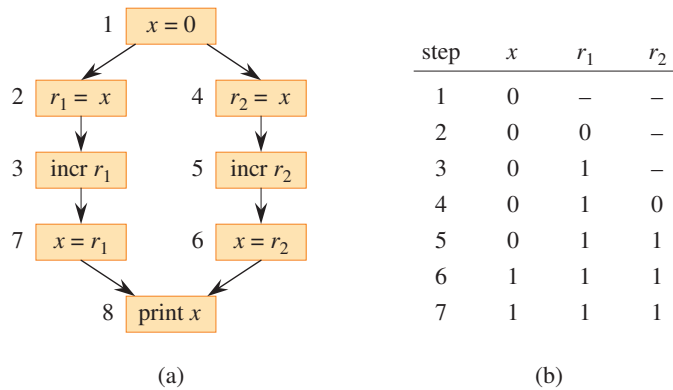 1 x = 0
2 r₁ = x
4 r₂ = x
3 incr r₁
5 incr r₂
7 x = r₁
6 x = r₂
8 print x
(a)
step x r₁ r₂
1 0 – –
2 0 0 –
3 0 1 –
4 0 1 0
5 0 1 1
6 1 1 1
7 1 1 1
(b)